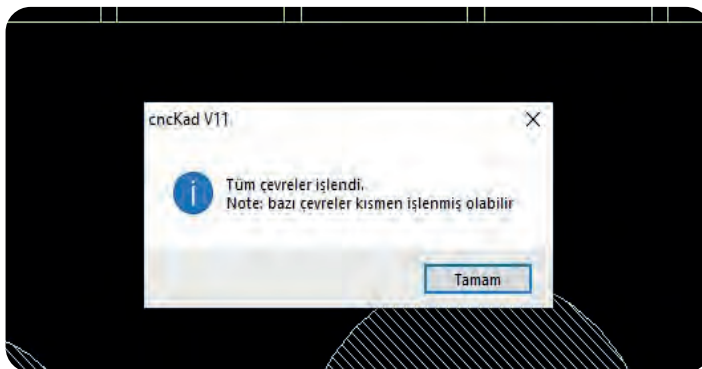 cncKad V11
Tüm çevreler işlendi.
Note: bazı çevreler kısmen işlenmiş olabilir
Tamam